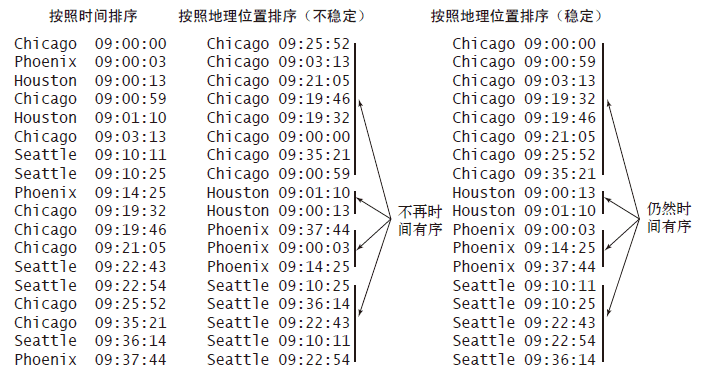 按照时间排序 按照地理位置排序（不稳定） 按照地理位置排序（稳定）
Chicago 09:00:00 Chicago 09:25:52 Chicago 09:00:00
Phoenix 09:00:03 Chicago 09:03:13 Chicago 09:00:59
Houston 09:00:13 Chicago 09:21:05 Chicago 09:03:13
Chicago 09:00:59 Chicago 09:19:46 Chicago 09:19:32
Houston 09:01:10 Chicago 09:19:32 Chicago 09:19:46
Chicago 09:03:13 Chicago 09:00:00 Chicago 09:21:05
Seattle 09:10:11 Chicago 09:35:21 Chicago 09:25:52
Seattle 09:10:25 Chicago 09:00:59 Chicago 09:35:21
Phoenix 09:14:25 Houston 09:01:10 Houston 09:00:13
Chicago 09:19:32 Houston 09:00:13 不再时 Houston 09:01:10 仍然时
Chicago 09:19:46 Phoenix 09:37:44 间有序 Phoenix 09:00:03 间有序
Chicago 09:21:05 Phoenix 09:00:03 Phoenix 09:14:25
Seattle 09:22:43 Phoenix 09:14:25 Phoenix 09:37:44
Seattle 09:22:54 Seattle 09:10:25 Seattle 09:10:11
Chicago 09:25:52 Seattle 09:36:14 Seattle 09:10:25
Chicago 09:35:21 Seattle 09:22:43 Seattle 09:22:43
Seattle 09:36:14 Seattle 09:10:11 Seattle 09:22:54
Phoenix 09:37:44 Seattle 09:22:54 Seattle 09:36:14